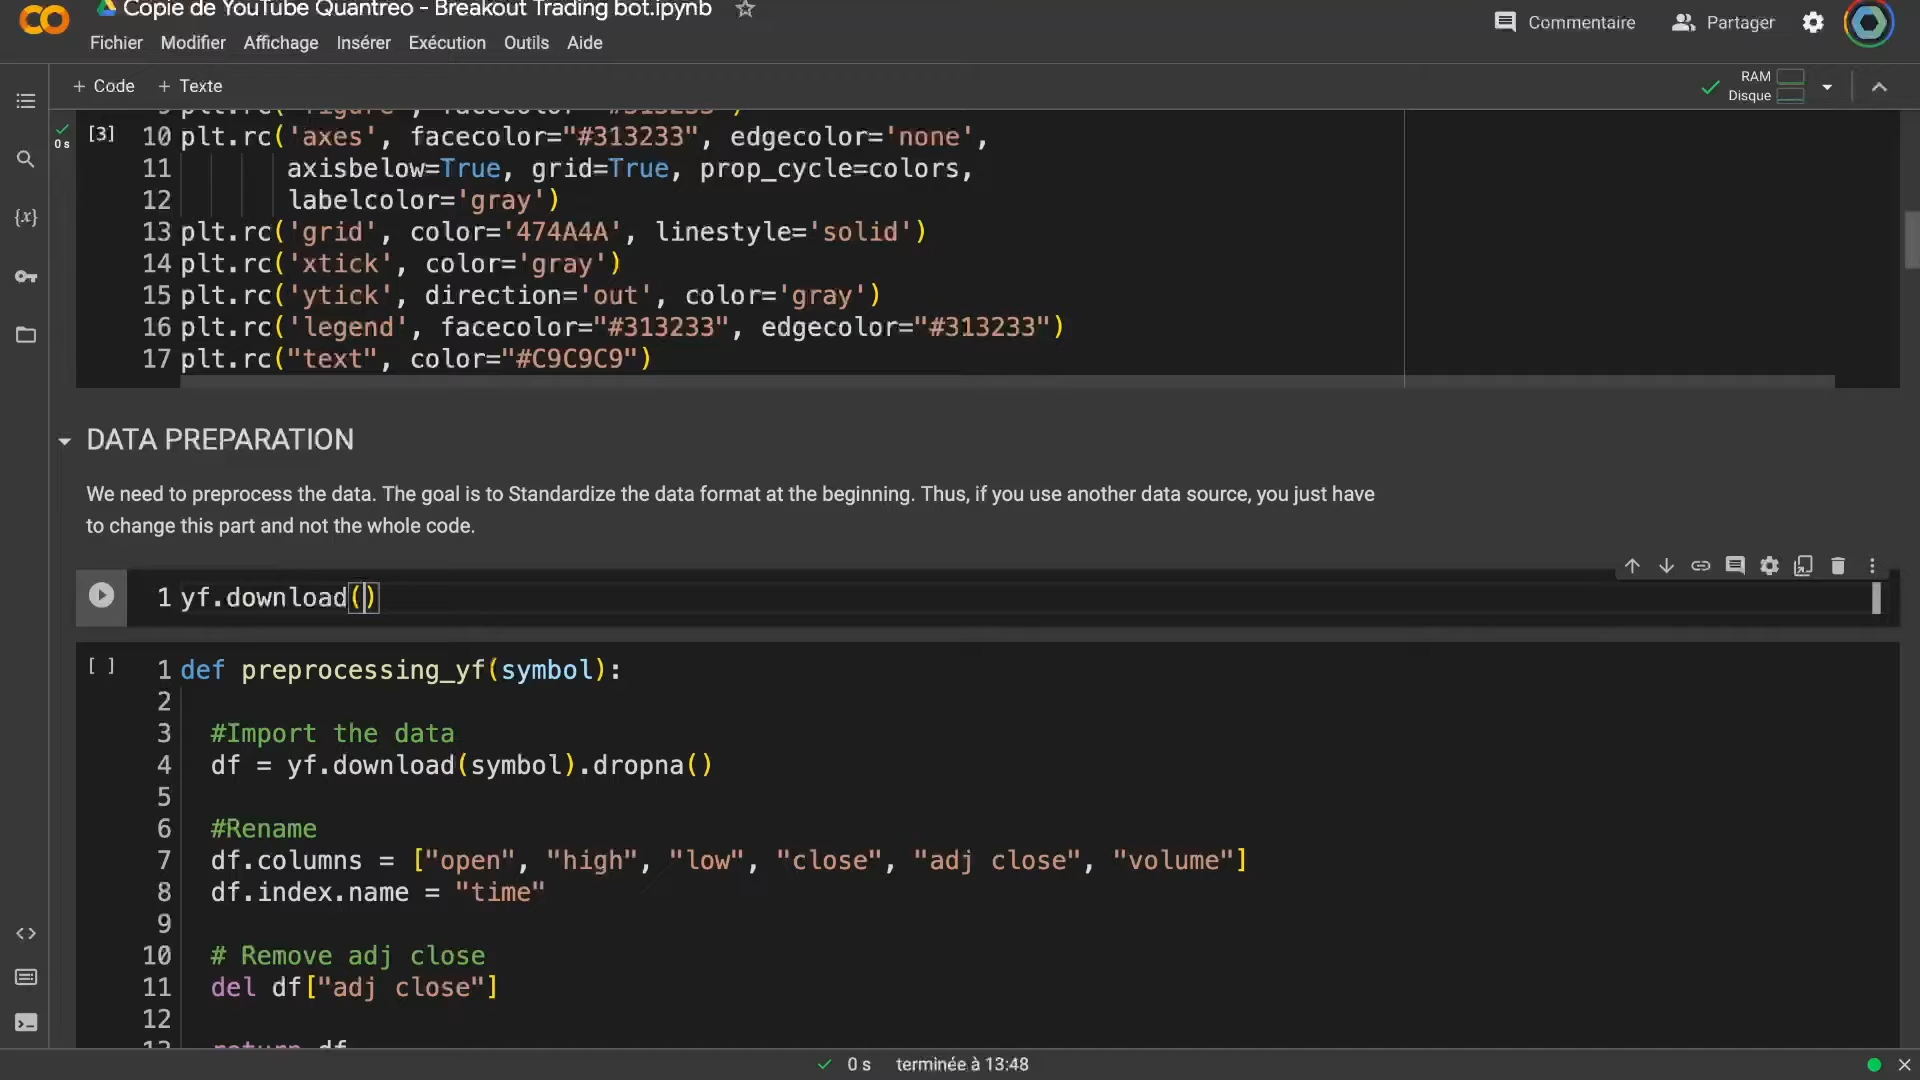 Copie de YouTube Quantreo - Breakout Trading bot.ipynb
Commentaire
Partager
Fichier Modifier Affichage Insérer Exécution Outils Aide
+ Code + Texte
RAM
Disque
0 s
[3]
10 plt.rc('axes', facecolor="#313233", edgecolor='none',
11 axisbelow=True, grid=True, prop_cycle=colors,
12 labelcolor='gray')
13 plt.rc('grid', color='474A4A', linestyle='solid')
14 plt.rc('xtick', color='gray')
15 plt.rc('ytick', direction='out', color='gray')
16 plt.rc('legend', facecolor="#313233", edgecolor="#313233")
17 plt.rc("text", color="#C9C9C9")
DATA PREPARATION
We need to preprocess the data. The goal is to Standardize the data format at the beginning. Thus, if you use another data source, you just have
to change this part and not the whole code.
1 yf.download()
[ ]
1 def preprocessing_yf(symbol):
2
3 #Import the data
4 df = yf.download(symbol).dropna()
5
6 #Rename
7 df.columns = ["open", "high", "low", "close", "adj close", "volume"]
8 df.index.name = "time"
9
10 # Remove adj close
11 del df["adj close"]
12
13 return df
0 s terminée à 13:48